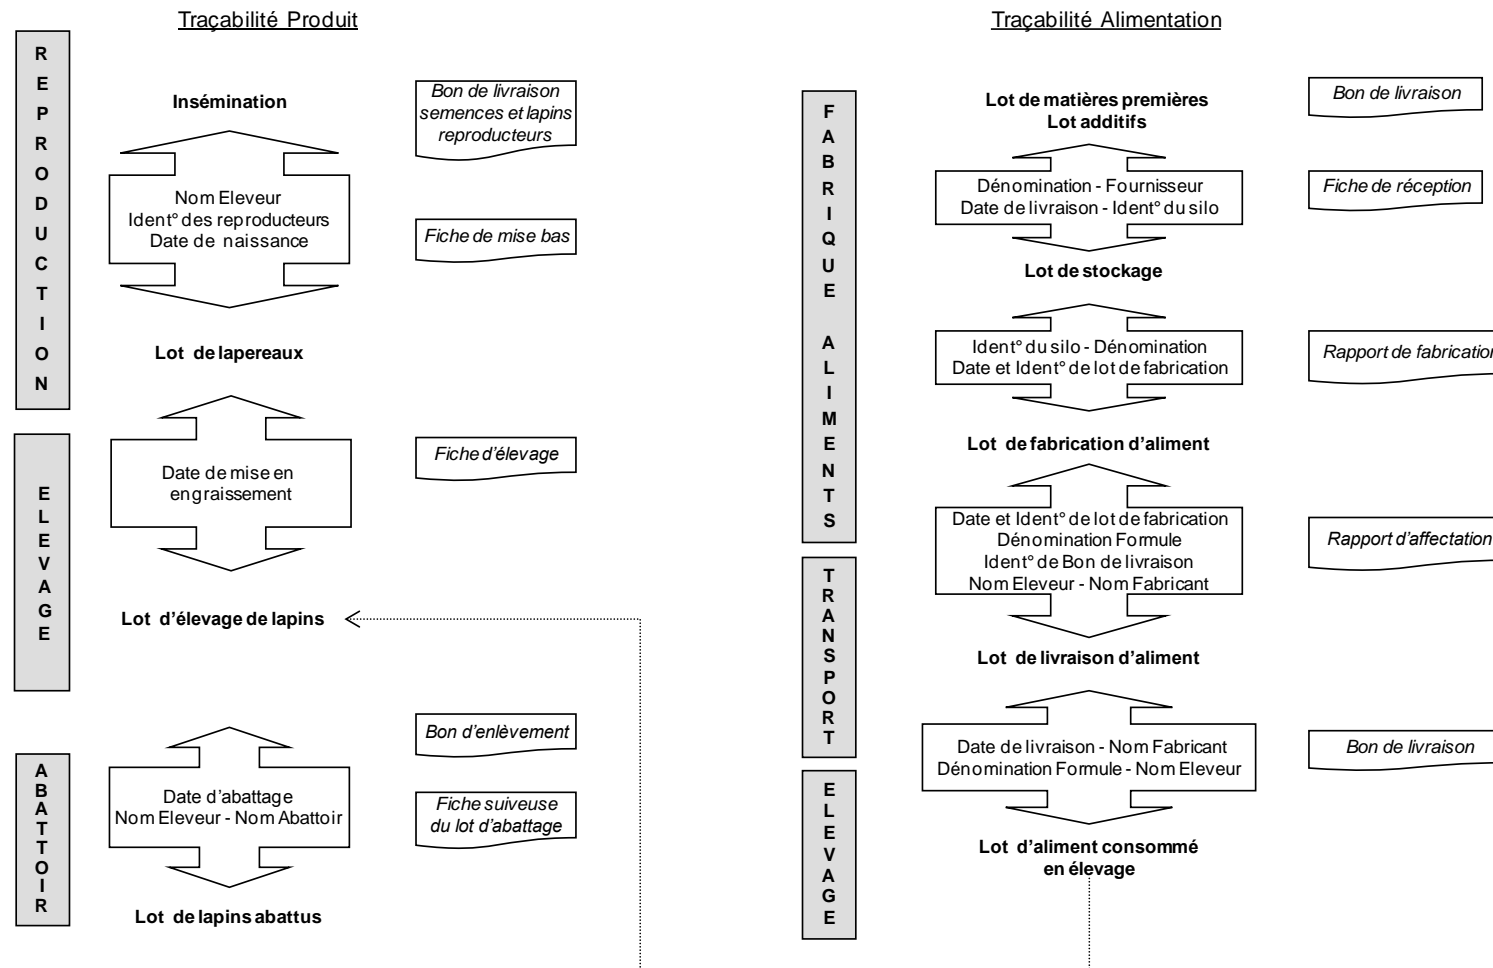 Traçabilité Produit
REPRODUCTION
Insémination
Bon de livraison
semences et lapins
reproducteurs
Nom Eleveur
Ident° des reproducteurs
Date de naissance
Fiche de mise bas
Lot de lapereaux
ELEVAGE
Date de mise en
engraissement
Fiche d'élevage
Lot d'élevage de lapins
ABATTOIR
Bon d'enlèvement
Date d'abattage
Nom Eleveur - Nom Abattoir
Fiche suiveuse
du lot d'abattage
Lot de lapins abattus
Traçabilité Alimentation
FABRIQUE ALIMENTS
Lot de matières premières
Lot additifs
Bon de livraison
Dénomination - Fournisseur
Date de livraison - Ident° du silo
Fiche de réception
Lot de stockage
Ident° du silo - Dénomination
Date et Ident° de lot de fabrication
Rapport de fabrication
Lot de fabrication d'aliment
Date et Ident° de lot de fabrication
Dénomination Formule
Ident° de Bon de livraison
Nom Eleveur - Nom Fabricant
Rapport d'affectation
TRANSPORT
Lot de livraison d'aliment
Date de livraison - Nom Fabricant
Dénomination Formule - Nom Eleveur
Bon de livraison
ELEVAGE
Lot d'aliment consommé
en élevage